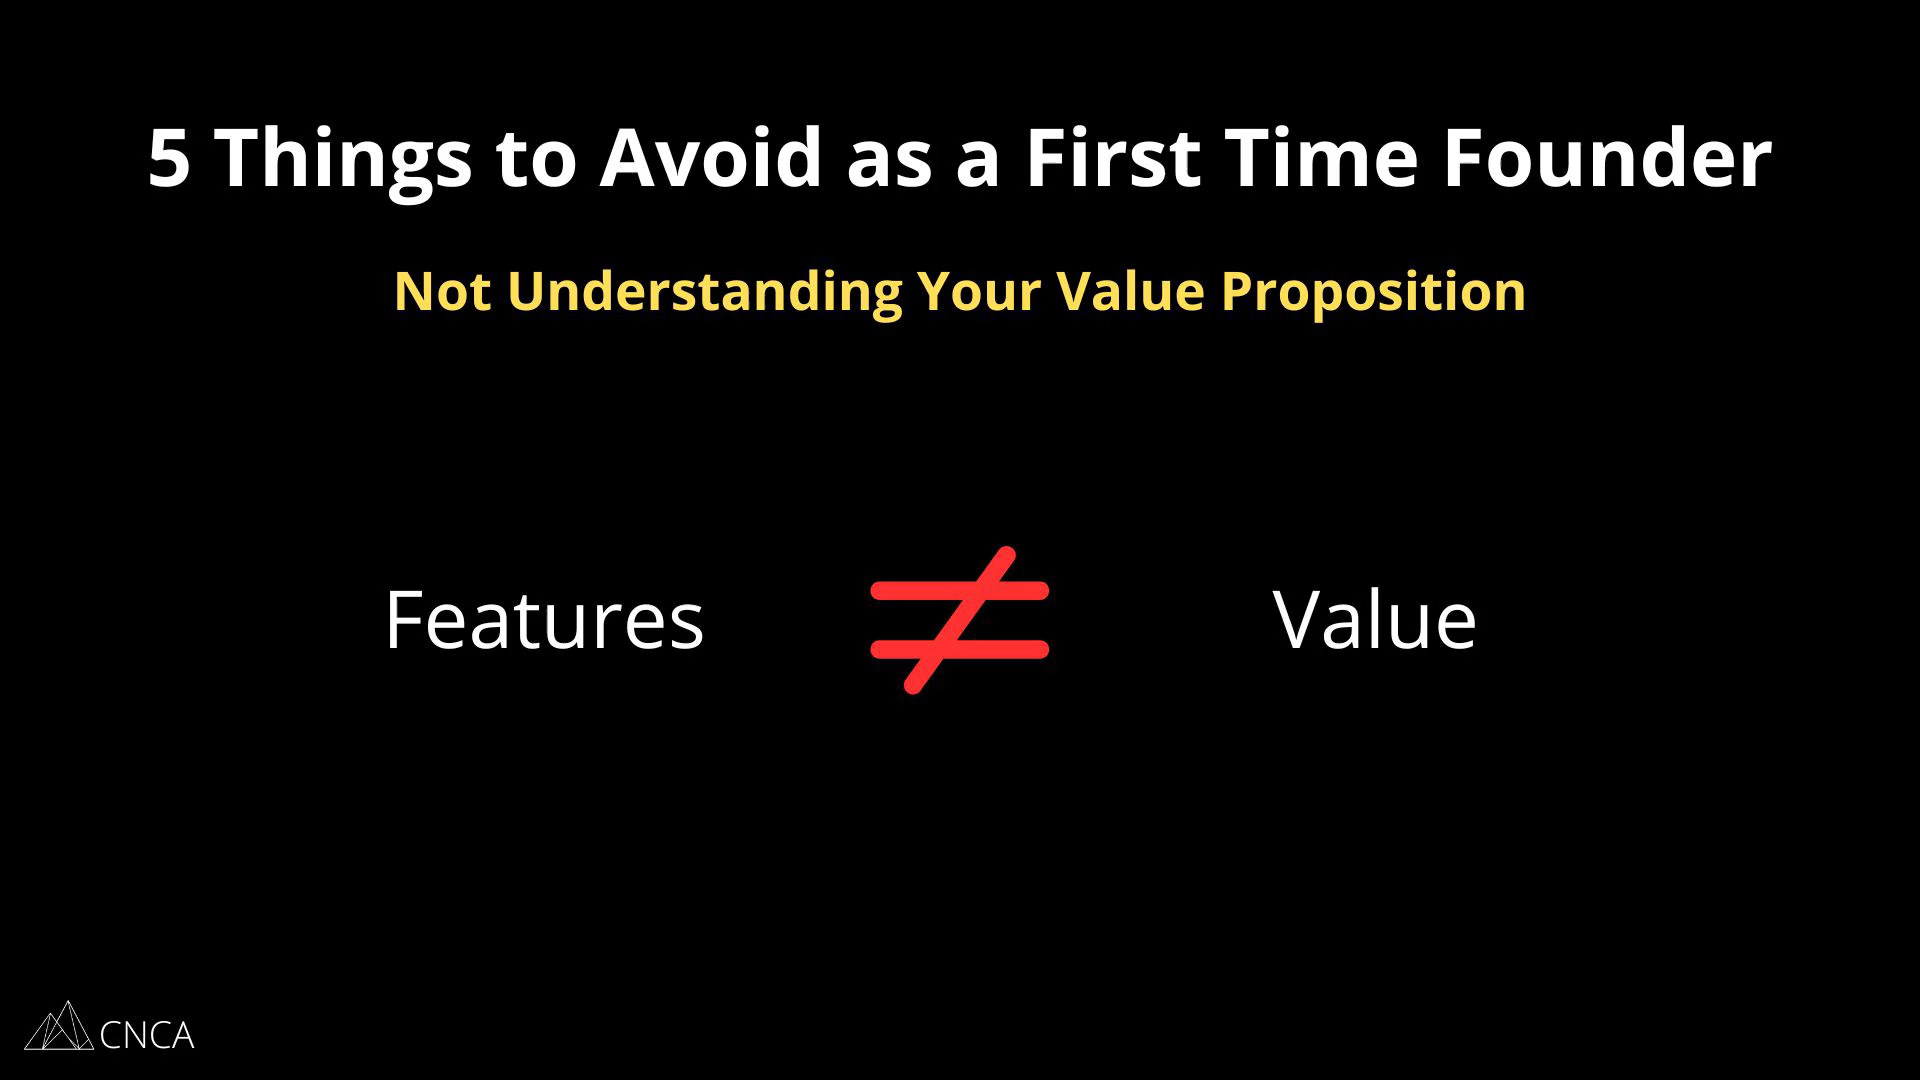 5 Things to Avoid as a First Time Founder
Not Understanding Your Value Proposition
Features ≠ Value
CNCA